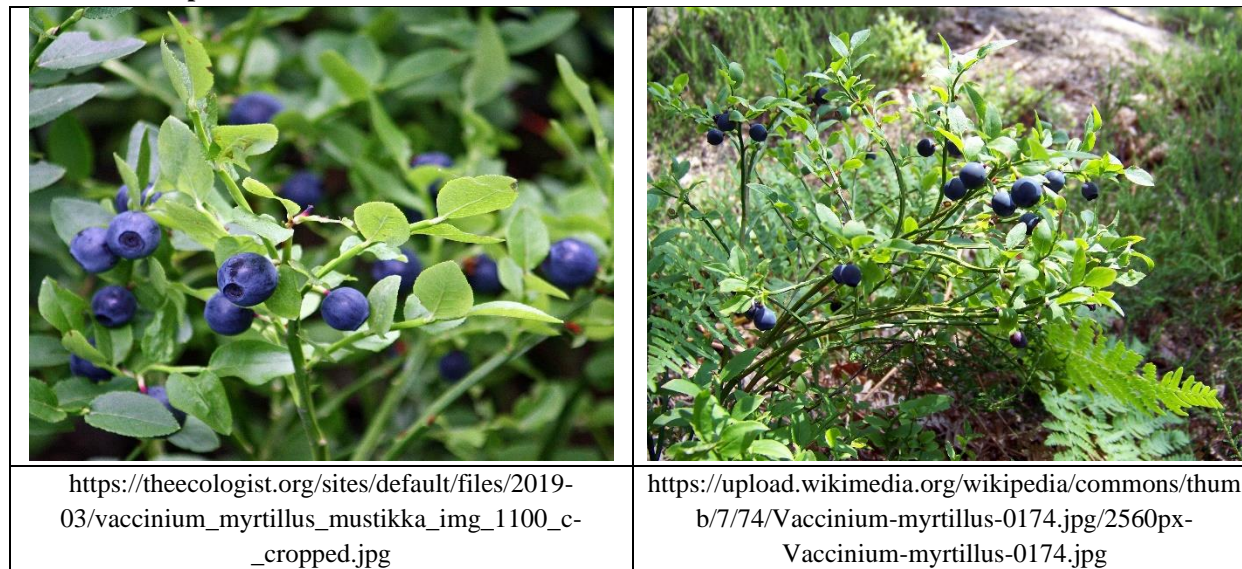 https://theecologist.org/sites/default/files/2019-
03/vaccinium_myrtillus_mustikka_img_1100_c-
_cropped.jpg
https://upload.wikimedia.org/wikipedia/commons/thum
b/7/74/Vaccinium-myrtillus-0174.jpg/2560px-
Vaccinium-myrtillus-0174.jpg